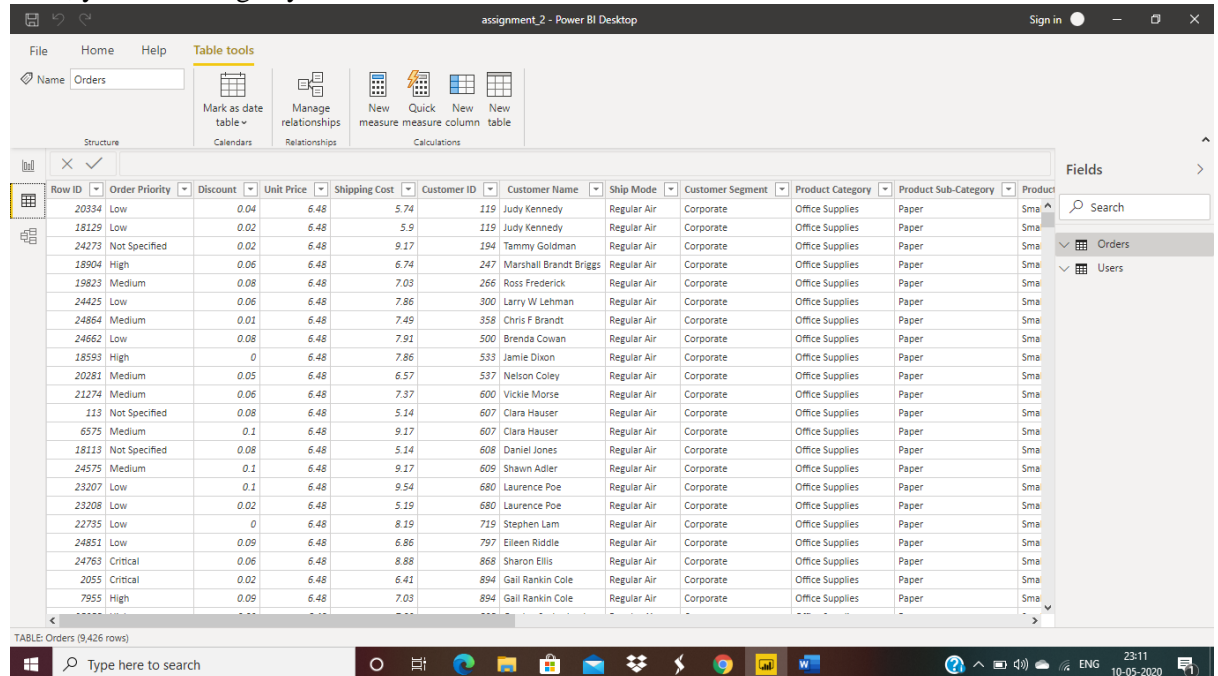 assignment_2 - Power BI Desktop
Sign in
File Home Help Table tools
Name Orders
Mark as date table
Manage relationships
New measure
Quick measure
New column
New table
Structure Calendars Relationships Calculations
Row ID Order Priority Discount Unit Price Shipping Cost Customer ID Customer Name Ship Mode Customer Segment Product Category Product Sub-Category Product
20334 Low 0.04 6.48 5.74 119 Judy Kennedy Regular Air Corporate Office Supplies Paper Sma
18129 Low 0.02 6.48 5.9 119 Judy Kennedy Regular Air Corporate Office Supplies Paper Sma
24273 Not Specified 0.02 6.48 9.17 194 Tammy Goldman Regular Air Corporate Office Supplies Paper Sma
18904 High 0.06 6.48 6.74 247 Marshall Brandt Briggs Regular Air Corporate Office Supplies Paper Sma
19823 Medium 0.08 6.48 7.03 266 Ross Frederick Regular Air Corporate Office Supplies Paper Sma
24425 Low 0.06 6.48 7.86 300 Larry W Lehman Regular Air Corporate Office Supplies Paper Sma
24864 Medium 0.01 6.48 7.49 358 Chris F Brandt Regular Air Corporate Office Supplies Paper Sma
24662 Low 0.08 6.48 7.91 500 Brenda Cowan Regular Air Corporate Office Supplies Paper Sma
18593 High 0 6.48 7.86 533 Jamie Dixon Regular Air Corporate Office Supplies Paper Sma
20281 Medium 0.05 6.48 6.57 537 Nelson Coley Regular Air Corporate Office Supplies Paper Sma
21274 Medium 0.06 6.48 7.37 600 Vickie Morse Regular Air Corporate Office Supplies Paper Sma
113 Not Specified 0.08 6.48 5.14 607 Clara Hauser Regular Air Corporate Office Supplies Paper Sma
6575 Medium 0.1 6.48 9.17 607 Clara Hauser Regular Air Corporate Office Supplies Paper Sma
18113 Not Specified 0.08 6.48 5.14 608 Daniel Jones Regular Air Corporate Office Supplies Paper Sma
24575 Medium 0.1 6.48 9.17 609 Shawn Adler Regular Air Corporate Office Supplies Paper Sma
23207 Low 0.1 6.48 9.54 680 Laurence Poe Regular Air Corporate Office Supplies Paper Sma
23208 Low 0.02 6.48 5.19 680 Laurence Poe Regular Air Corporate Office Supplies Paper Sma
22735 Low 0 6.48 8.19 719 Stephen Lam Regular Air Corporate Office Supplies Paper Sma
24851 Low 0.09 6.48 6.86 797 Eileen Riddle Regular Air Corporate Office Supplies Paper Sma
24763 Critical 0.06 6.48 8.88 868 Sharon Ellis Regular Air Corporate Office Supplies Paper Sma
2055 Critical 0.02 6.48 6.41 894 Gail Rankin Cole Regular Air Corporate Office Supplies Paper Sma
7955 High 0.09 6.48 7.03 894 Gail Rankin Cole Regular Air Corporate Office Supplies Paper Sma
Fields
Search
Orders
Users
TABLE: Orders (9,426 rows)
Type here to search
ENG
23:11
10-05-2020